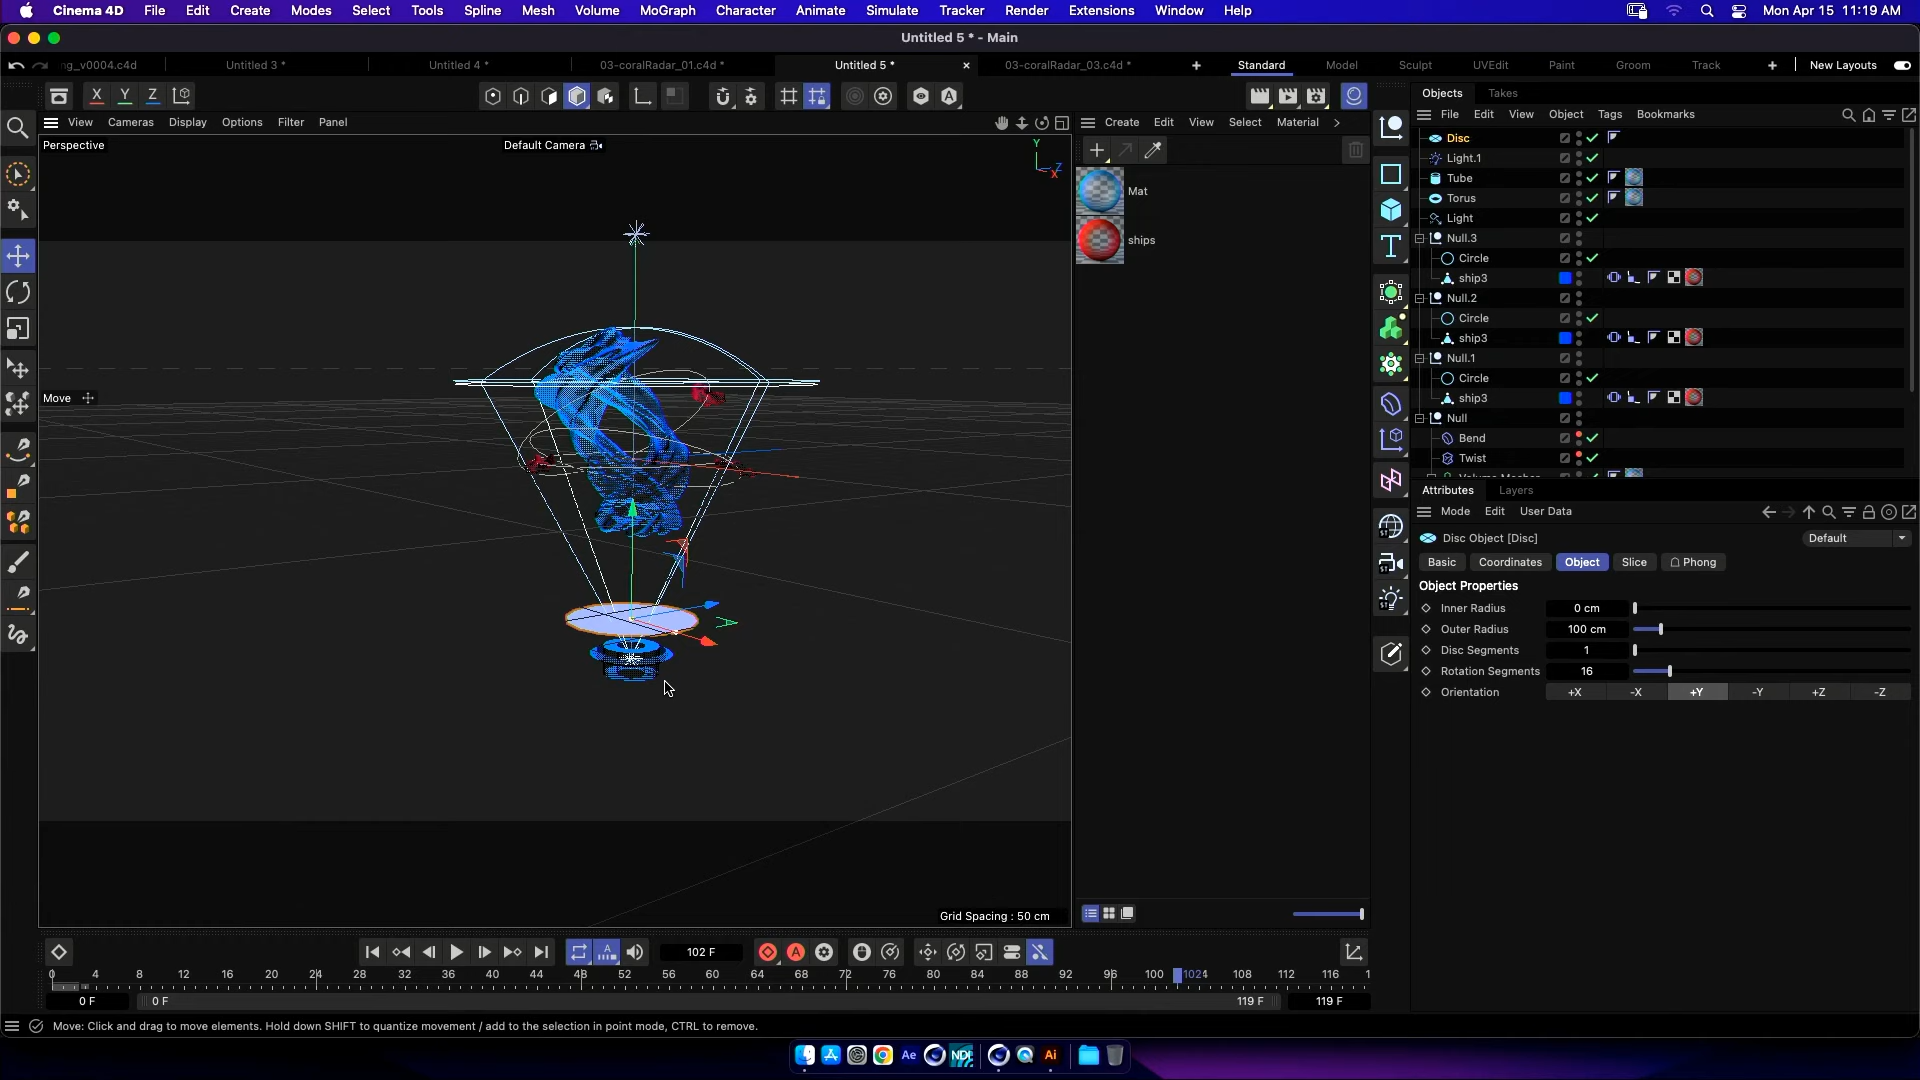 Cinema 4D File Edit Create Modes Select Tools Spline Mesh Volume MoGraph Character Animate Simulate Tracker Render Extensions Window Help Mon Apr 15 11:19 AM
Untitled 5 * - Main
ng_v0004.c4d Untitled 3 * Untitled 4 * 03-coralRadar_01.c4d * Untitled 5 * 03-coralRadar_03.c4d * Standard Model Sculpt UVEdit Paint Groom Track New Layouts
X Y Z
View Cameras Display Options Filter Panel
Create Edit View Select Material
Objects Takes
File Edit View Object Tags Bookmarks
Perspective
Default Camera
Y
Z
X
Move
Grid Spacing : 50 cm
Mat
ships
Disc
Light.1
Tube
Torus
Light
Null.3
Circle
ship3
Null.2
Circle
ship3
Null.1
Circle
ship3
Null
Bend
Twist
Attributes Layers
Mode Edit User Data
Disc Object [Disc] Default
Basic Coordinates Object Slice Phong
Object Properties
Inner Radius 0 cm
Outer Radius 100 cm
Disc Segments 1
Rotation Segments 16
Orientation +X -X +Y -Y +Z -Z
102 F
0 4 8 12 16 20 24 28 32 36 40 44 48 52 56 60 64 68 72 76 80 84 88 92 96 100 102 108 112 116 1
0 F 0 F 119 F 119 F
Move: Click and drag to move elements. Hold down SHIFT to quantize movement / add to the selection in point mode, CTRL to remove.
Ae NDI Ai